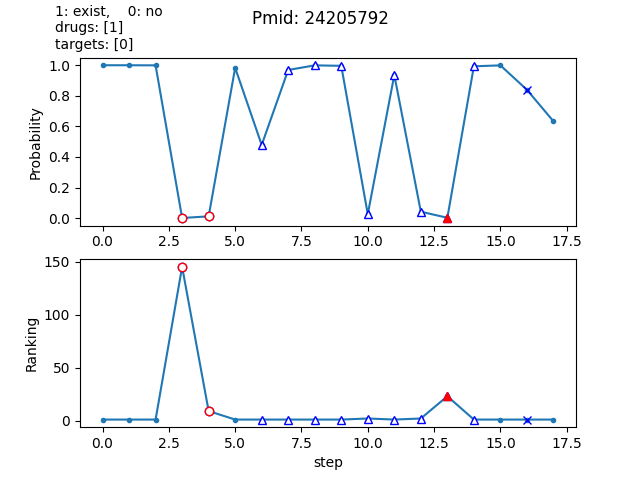 1: exist,    0: no
drugs: [1]
targets: [0]
Pmid: 24205792
Probability
1.0
0.8
0.6
0.4
0.2
0.0
0.0 2.5 5.0 7.5 10.0 12.5 15.0 17.5
Ranking
150
100
50
0
0.0 2.5 5.0 7.5 10.0 12.5 15.0 17.5
step